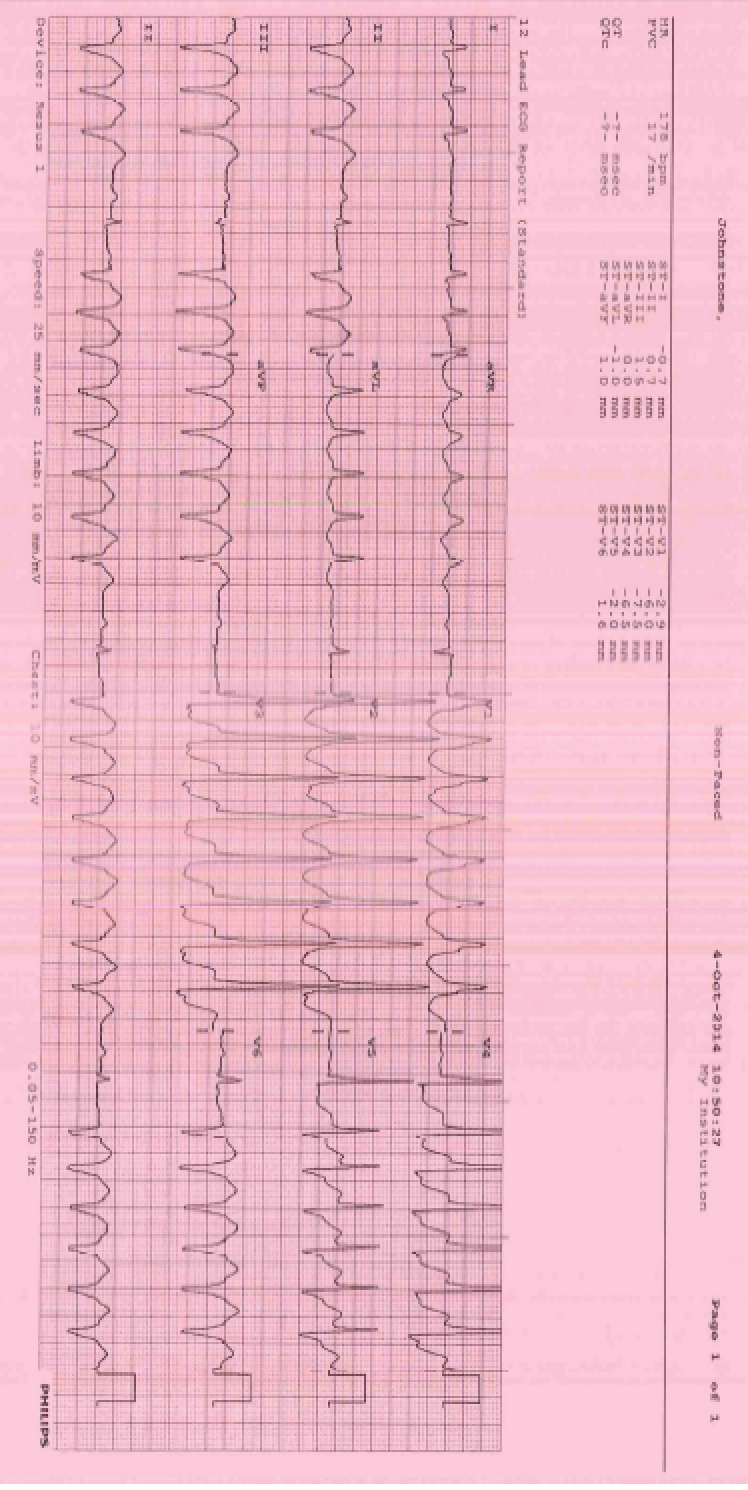 Johnstone, Non-Paced 4-Oct-2014 10:50:27 Page 1 of 1
My Institution
HR 178 bpm ST-I -0.7 mm ST-V1 -2.9 mm
PVC 17 /min ST-II 0.7 mm ST-V2 -6.0 mm
ST-III 1.5 mm ST-V3 -7.5 mm
ST-aVR 0.0 mm ST-V4 -6.5 mm
QT -?- msec ST-aVL -1.0 mm ST-V5 -2.0 mm
QTc -?- msec ST-aVF 1.0 mm ST-V6 1.6 mm
12 Lead ECG Report (Standard)
I aVR V1 V4
II aVL V2 V5
III aVF V3 V6
II
Device: Resus 1 Speed: 25 mm/sec Limb: 10 mm/mV Chest: 10 mm/mV 0.05-150 Hz PHILIPS